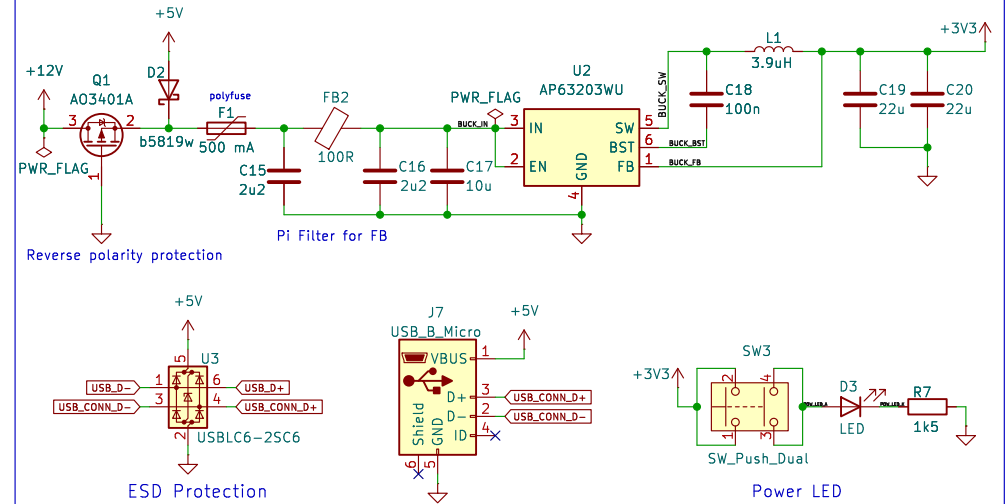 +5V
+3V3
+12V
Q1
AO3401A
3
2
1
PWR_FLAG
D2
b5819w
polyfuse
F1
500 mA
FB2
100R
C15
2u2
C16
2u2
C17
10u
BUCK_IN
PWR_FLAG
U2
AP63203WU
3
IN
2
EN
GND
4
SW
5
BST
6
FB
1
BUCK_SW
BUCK_BST
BUCK_FB
L1
3.9uH
C18
100n
C19
22u
C20
22u
Pi Filter for FB
Reverse polarity protection
+5V
U3
5
1
3
6
4
2
USB_D-
USB_CONN_D-
USB_D+
USB_CONN_D+
USBLC6-2SC6
ESD Protection
J7
USB_B_Micro
+5V
VBUS
1
D+
3
USB_CONN_D+
D-
2
USB_CONN_D-
ID
4
Shield
GND
6
5
+3V3
SW3
2
4
1
3
SW_Push_Dual
D3
LED
R7
1k5
Power LED